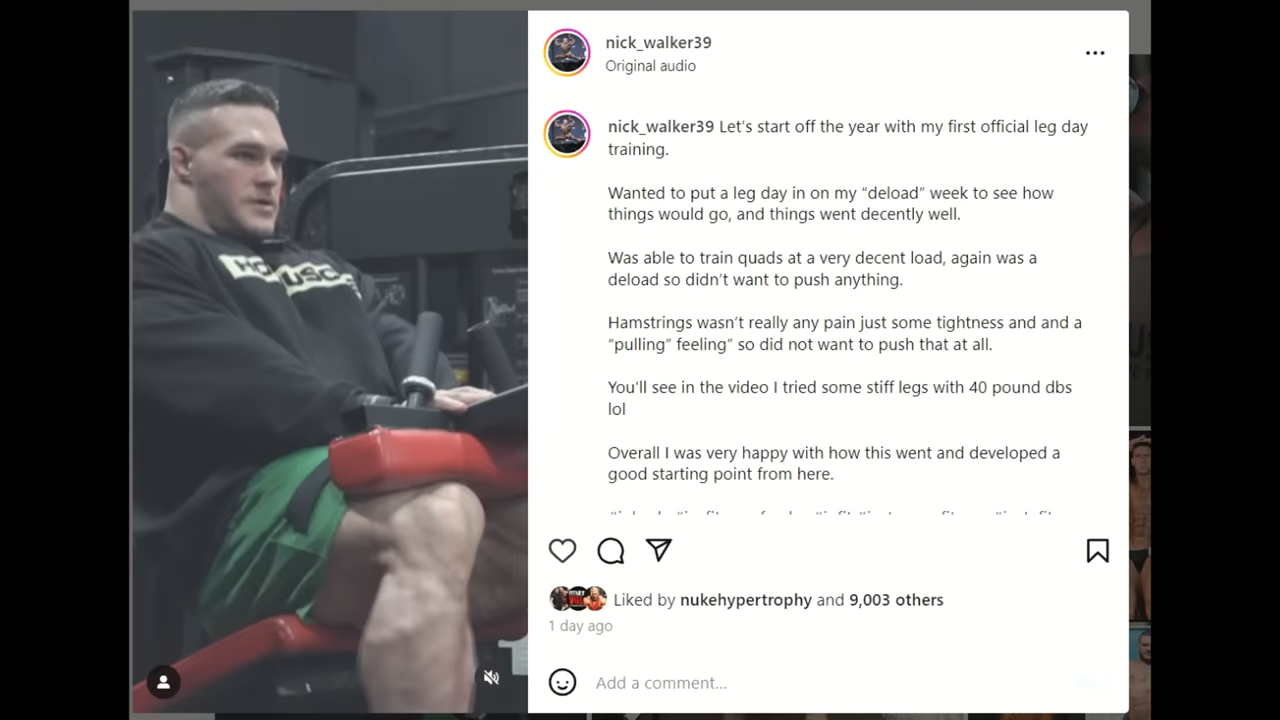 nick_walker39
Original audio
nick_walker39 Let's start off the year with my first official leg day
training.
Wanted to put a leg day in on my “deload” week to see how
things would go, and things went decently well.
Was able to train quads at a very decent load, again was a
deload so didn't want to push anything.
Hamstrings wasn't really any pain just some tightness and and a
“pulling” feeling” so did not want to push that at all.
You'll see in the video I tried some stiff legs with 40 pound dbs
lol
Overall I was very happy with how this went and developed a
good starting point from here.
Liked by nukehypertrophy and 9,003 others
1 day ago
Add a comment...